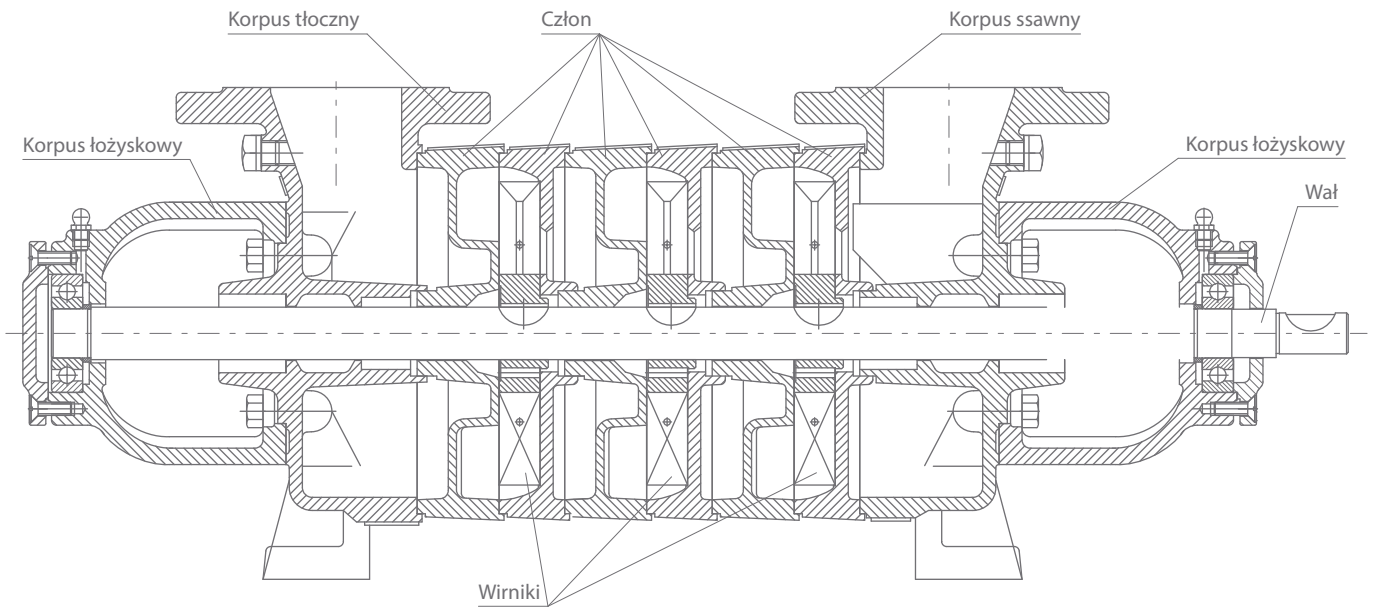 Korpus tłoczny
Człon
Korpus ssawny
Korpus łożyskowy
Korpus łożyskowy
Wał
Wirniki